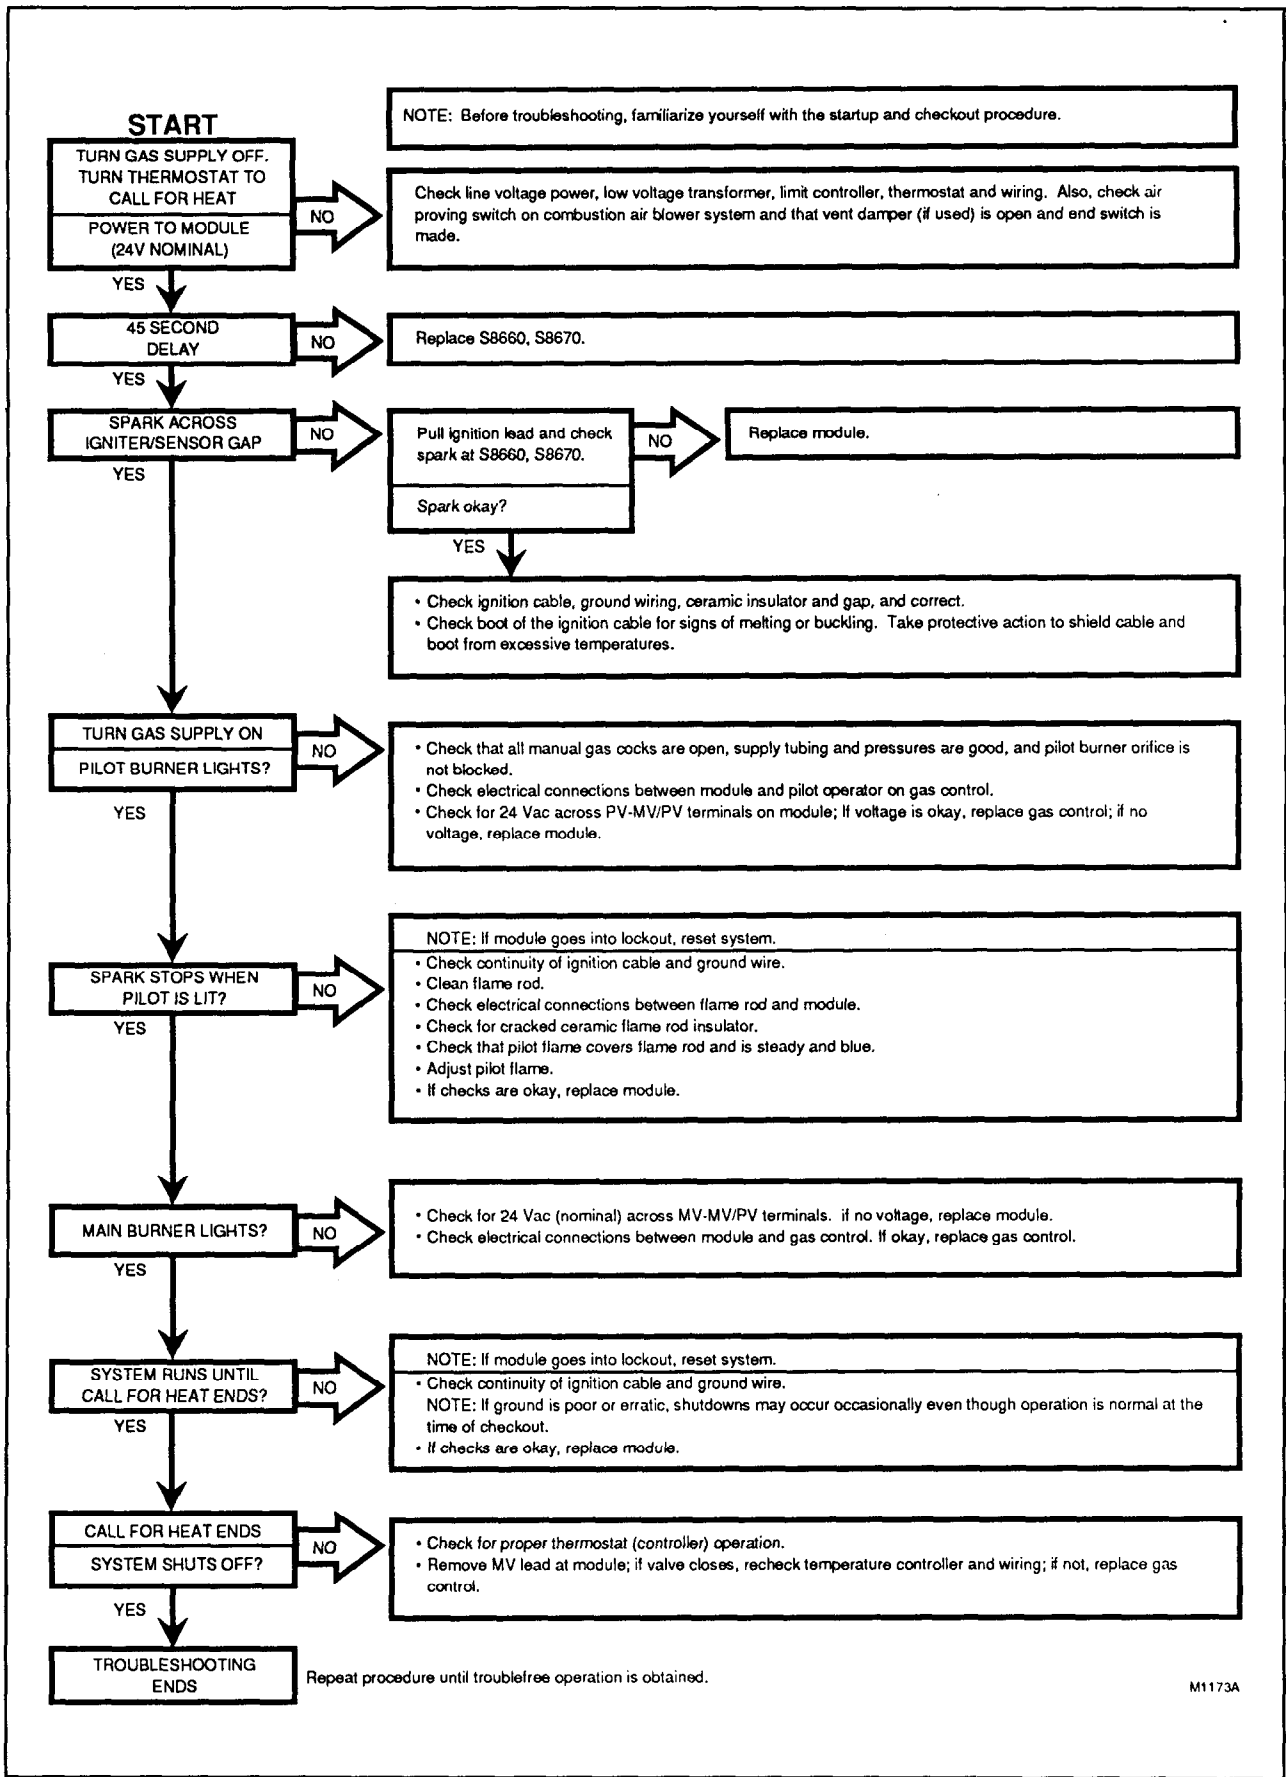 NOTE: Before troubleshooting, familiarize yourself with the startup and checkout procedure.
START
TURN GAS SUPPLY OFF.
TURN THERMOSTAT TO
CALL FOR HEAT
POWER TO MODULE
(24V NOMINAL)
NO
Check line voltage power, low voltage transformer, limit controller, thermostat and wiring. Also, check air
proving switch on combustion air blower system and that vent damper (if used) is open and end switch is
made.
YES
45 SECOND
DELAY
NO
Replace S8660, S8670.
YES
SPARK ACROSS
IGNITER/SENSOR GAP
NO
Pull ignition lead and check
spark at S8660, S8670.
Spark okay?
NO
Replace module.
YES
YES
• Check ignition cable, ground wiring, ceramic insulator and gap, and correct.
• Check boot of the ignition cable for signs of melting or buckling. Take protective action to shield cable and
boot from excessive temperatures.
TURN GAS SUPPLY ON
PILOT BURNER LIGHTS?
NO
• Check that all manual gas cocks are open, supply tubing and pressures are good, and pilot burner orifice is
not blocked.
• Check electrical connections between module and pilot operator on gas control.
• Check for 24 Vac across PV-MV/PV terminals on module; If voltage is okay, replace gas control; if no
voltage, replace module.
YES
SPARK STOPS WHEN
PILOT IS LIT?
NO
NOTE: If module goes into lockout, reset system.
• Check continuity of ignition cable and ground wire.
• Clean flame rod.
• Check electrical connections between flame rod and module.
• Check for cracked ceramic flame rod insulator.
• Check that pilot flame covers flame rod and is steady and blue.
• Adjust pilot flame.
• If checks are okay, replace module.
YES
MAIN BURNER LIGHTS?
NO
• Check for 24 Vac (nominal) across MV-MV/PV terminals. if no voltage, replace module.
• Check electrical connections between module and gas control. If okay, replace gas control.
YES
SYSTEM RUNS UNTIL
CALL FOR HEAT ENDS?
NO
NOTE: If module goes into lockout, reset system.
• Check continuity of ignition cable and ground wire.
NOTE: If ground is poor or erratic, shutdowns may occur occasionally even though operation is normal at the
time of checkout.
• If checks are okay, replace module.
YES
CALL FOR HEAT ENDS
SYSTEM SHUTS OFF?
NO
• Check for proper thermostat (controller) operation.
• Remove MV lead at module; if valve closes, recheck temperature controller and wiring; if not, replace gas
control.
YES
TROUBLESHOOTING
ENDS
Repeat procedure until troublefree operation is obtained.
M1173A